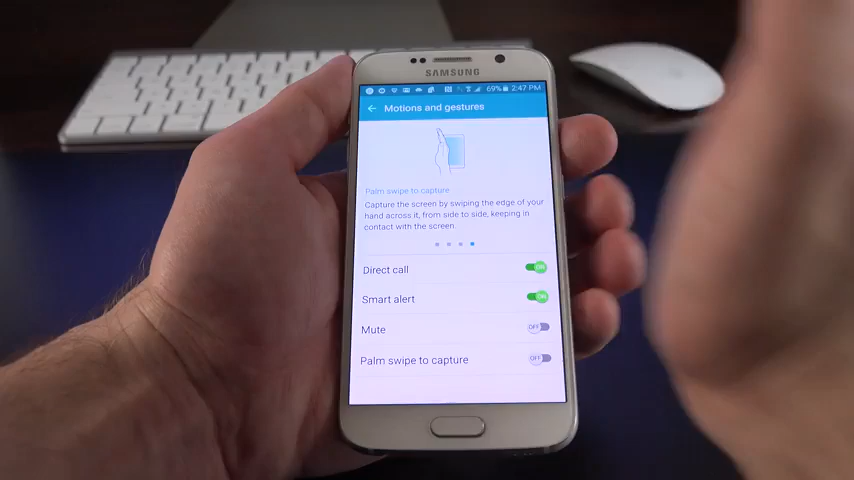 SAMSUNG
69% 2:47 PM
Motions and gestures
Palm swipe to capture
Capture the screen by swiping the edge of your
hand across it, from side to side, keeping in
contact with the screen.
Direct call ON
Smart alert ON
Mute OFF
Palm swipe to capture OFF